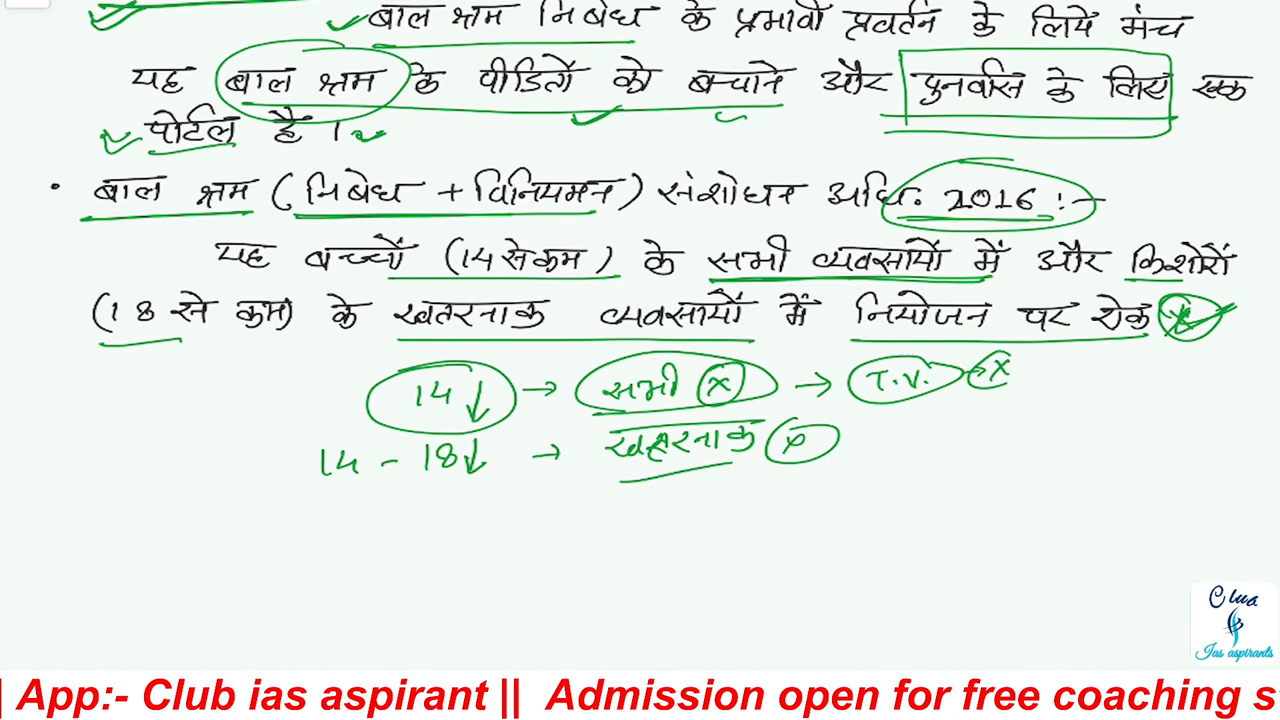 बाल श्रम निषेध के प्रभावी प्रवर्तन के लिये मंच
यह बाल श्रम के पीडितों को बचाने और पुनर्वास के लिए एक
पोर्टल है ।
• बाल श्रम (निषेध + विनियमन) संशोधन अधि. 2016 :-
यह बच्चों (14 से कम) के सभी व्यवसायों में और किशोरों
(18 से कम) के खतरनाक व्यवसायों में नियोजन पर रोक
14 ↓ → सभी (x) → T.V. → x
14 - 18 ↓ → खतरनाक (x)
Club
Ias aspirants
|| App:- Club ias aspirant || Admission open for free coaching s